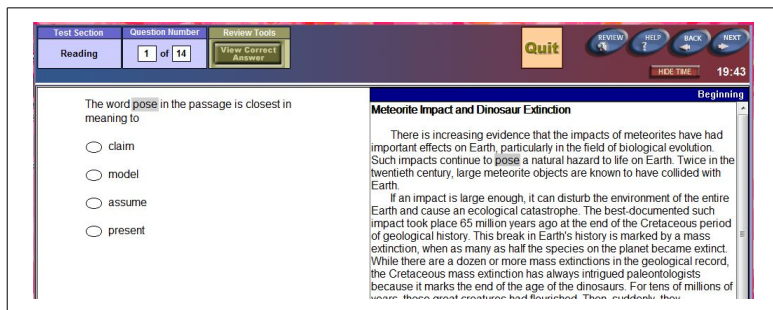 Test Section Question Number Review Tools
Reading 1 of 14 View Correct Answer
Quit REVIEW HELP ? BACK NEXT
HIDE TIME 19:43
Beginning
The word pose in the passage is closest in
meaning to
claim
model
assume
present
Meteorite Impact and Dinosaur Extinction
There is increasing evidence that the impacts of meteorites have had
important effects on Earth, particularly in the field of biological evolution.
Such impacts continue to pose a natural hazard to life on Earth. Twice in the
twentieth century, large meteorite objects are known to have collided with
Earth.
If an impact is large enough, it can disturb the environment of the entire
Earth and cause an ecological catastrophe. The best-documented such
impact took place 65 million years ago at the end of the Cretaceous period
of geological history. This break in Earth's history is marked by a mass
extinction, when as many as half the species on the planet became extinct.
While there are a dozen or more mass extinctions in the geological record,
the Cretaceous mass extinction has always intrigued paleontologists
because it marks the end of the age of the dinosaurs. For tens of millions of
years, these great creatures had flourished. Then, suddenly, they